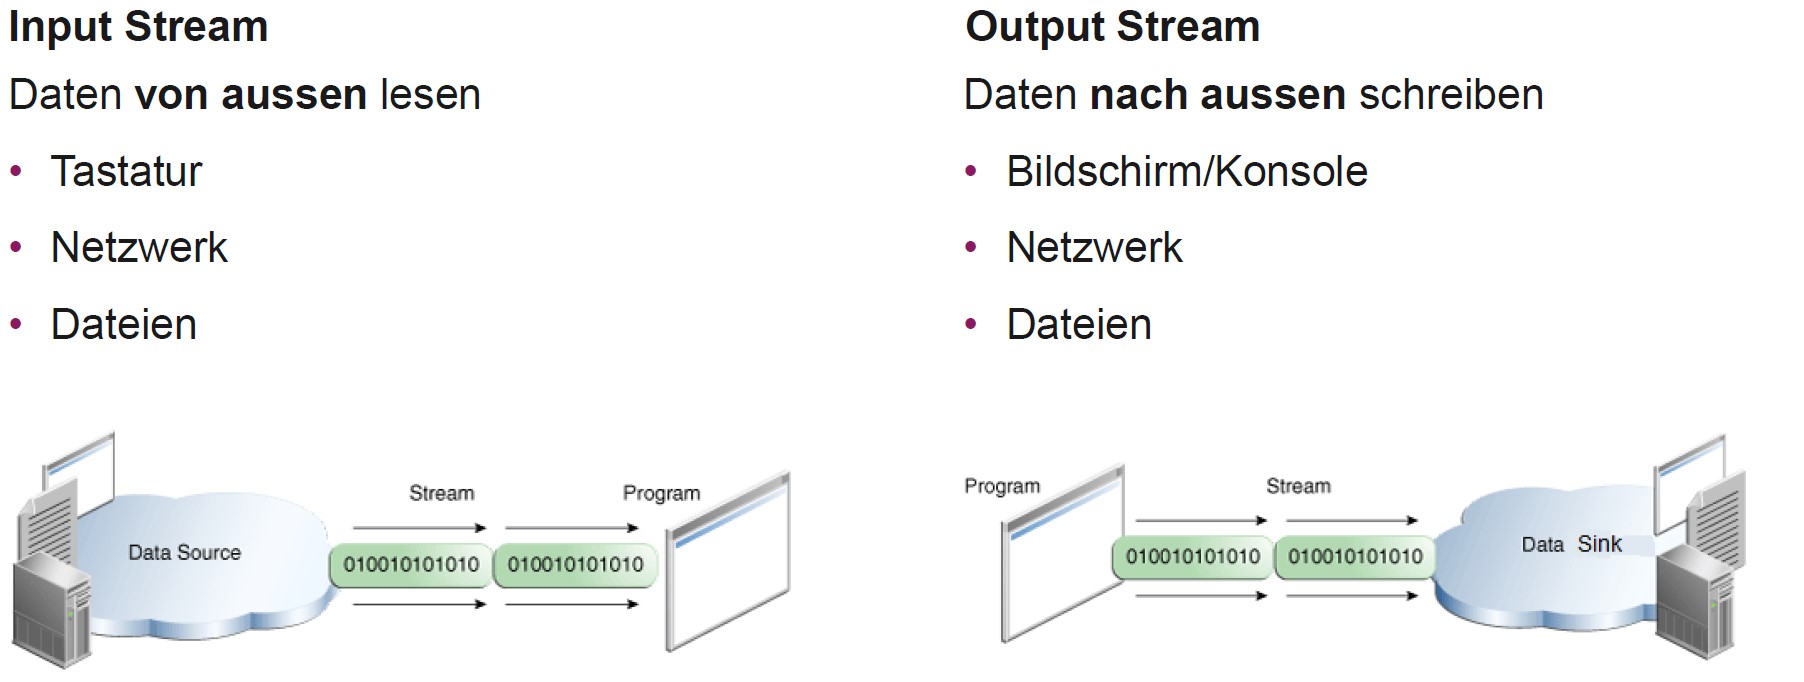 Input Stream
Daten von aussen lesen
• Tastatur
• Netzwerk
• Dateien
Stream
Program
Data Source
010010101010
010010101010
Output Stream
Daten nach aussen schreiben
• Bildschirm/Konsole
• Netzwerk
• Dateien
Program
Stream
010010101010
010010101010
Data Sink